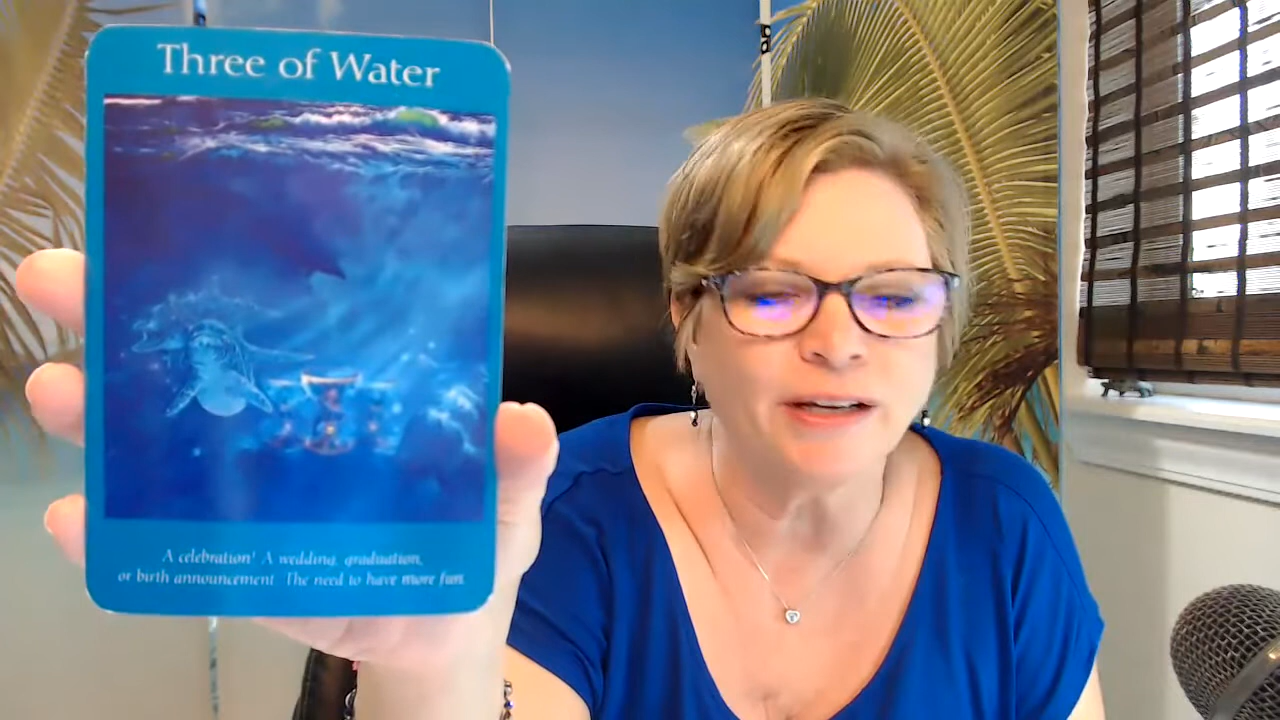 Three of Water
A celebration! A wedding, graduation,
or birth announcement. The need to have more fun.